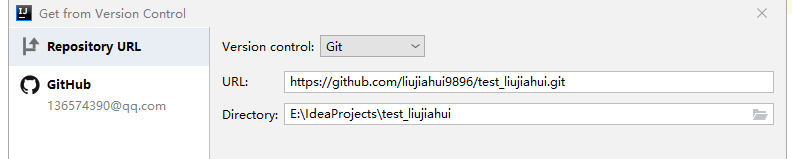 IJ Get from Version Control
Repository URL
GitHub
136574390@qq.com
Version control: Git
URL: https://github.com/liujiahui9896/test_liujiahui.git
Directory: E:\IdeaProjects\test_liujiahui